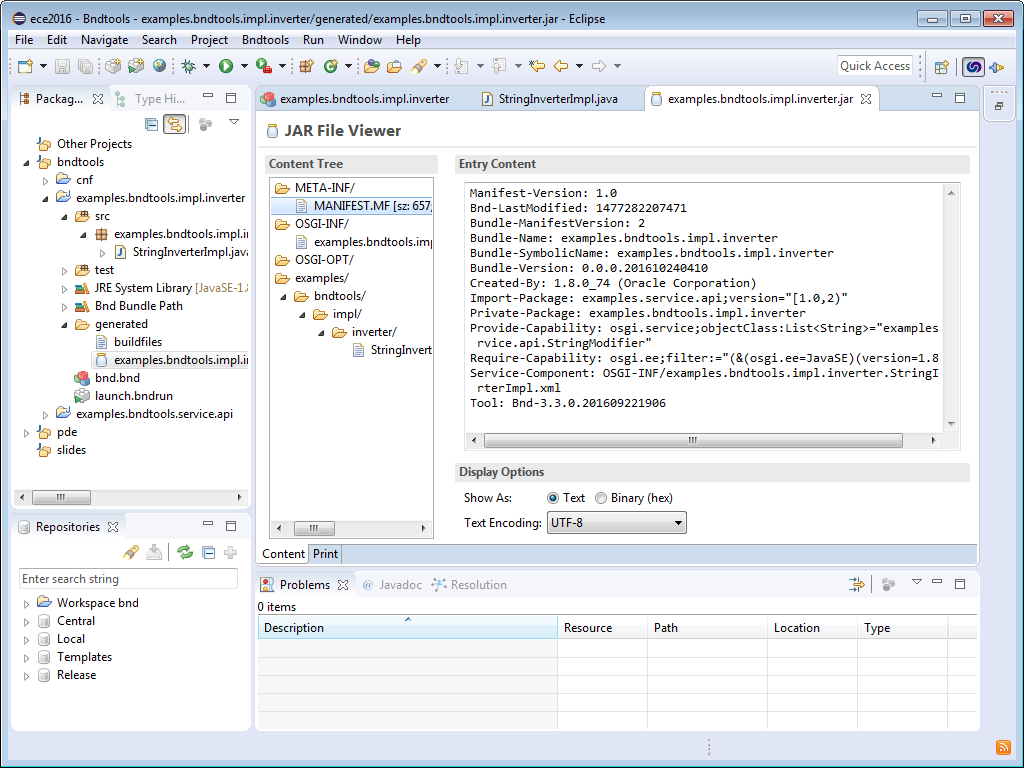 ece2016 - Bndtools - examples.bndtools.impl.inverter/generated/examples.bndtools.impl.inverter.jar - Eclipse
File Edit Navigate Search Project Bndtools Run Window Help
Quick Access
Packag...
Type Hi...
Other Projects
bndtools
cnf
examples.bndtools.impl.inverter
src
examples.bndtools.impl.i
StringInverterImpl.java
test
JRE System Library [JavaSE-1.8
Bnd Bundle Path
generated
buildfiles
examples.bndtools.impl.i
bnd.bnd
launch.bndrun
examples.bndtools.service.api
pde
slides
Repositories
Enter search string
Workspace bnd
Central
Local
Templates
Release
examples.bndtools.impl.inverter
StringInverterImpl.java
examples.bndtools.impl.inverter.jar
JAR File Viewer
Content Tree
META-INF/
MANIFEST.MF [sz: 657;
OSGI-INF/
examples.bndtools.imp
OSGI-OPT/
examples/
bndtools/
impl/
inverter/
StringInvert
Entry Content
Manifest-Version: 1.0
Bnd-LastModified: 1477282207471
Bundle-ManifestVersion: 2
Bundle-Name: examples.bndtools.impl.inverter
Bundle-SymbolicName: examples.bndtools.impl.inverter
Bundle-Version: 0.0.0.201610240410
Created-By: 1.8.0_74 (Oracle Corporation)
Import-Package: examples.service.api;version="[1.0,2)"
Private-Package: examples.bndtools.impl.inverter
Provide-Capability: osgi.service;objectClass:List<String>="examples
rvice.api.StringModifier"
Require-Capability: osgi.ee;filter:="(&(osgi.ee=JavaSE)(version=1.8
Service-Component: OSGI-INF/examples.bndtools.impl.inverter.StringI
rterImpl.xml
Tool: Bnd-3.3.0.201609221906
Display Options
Show As: Text Binary (hex)
Text Encoding: UTF-8
Content Print
Problems @ Javadoc Resolution
0 items
Description Resource Path Location Type